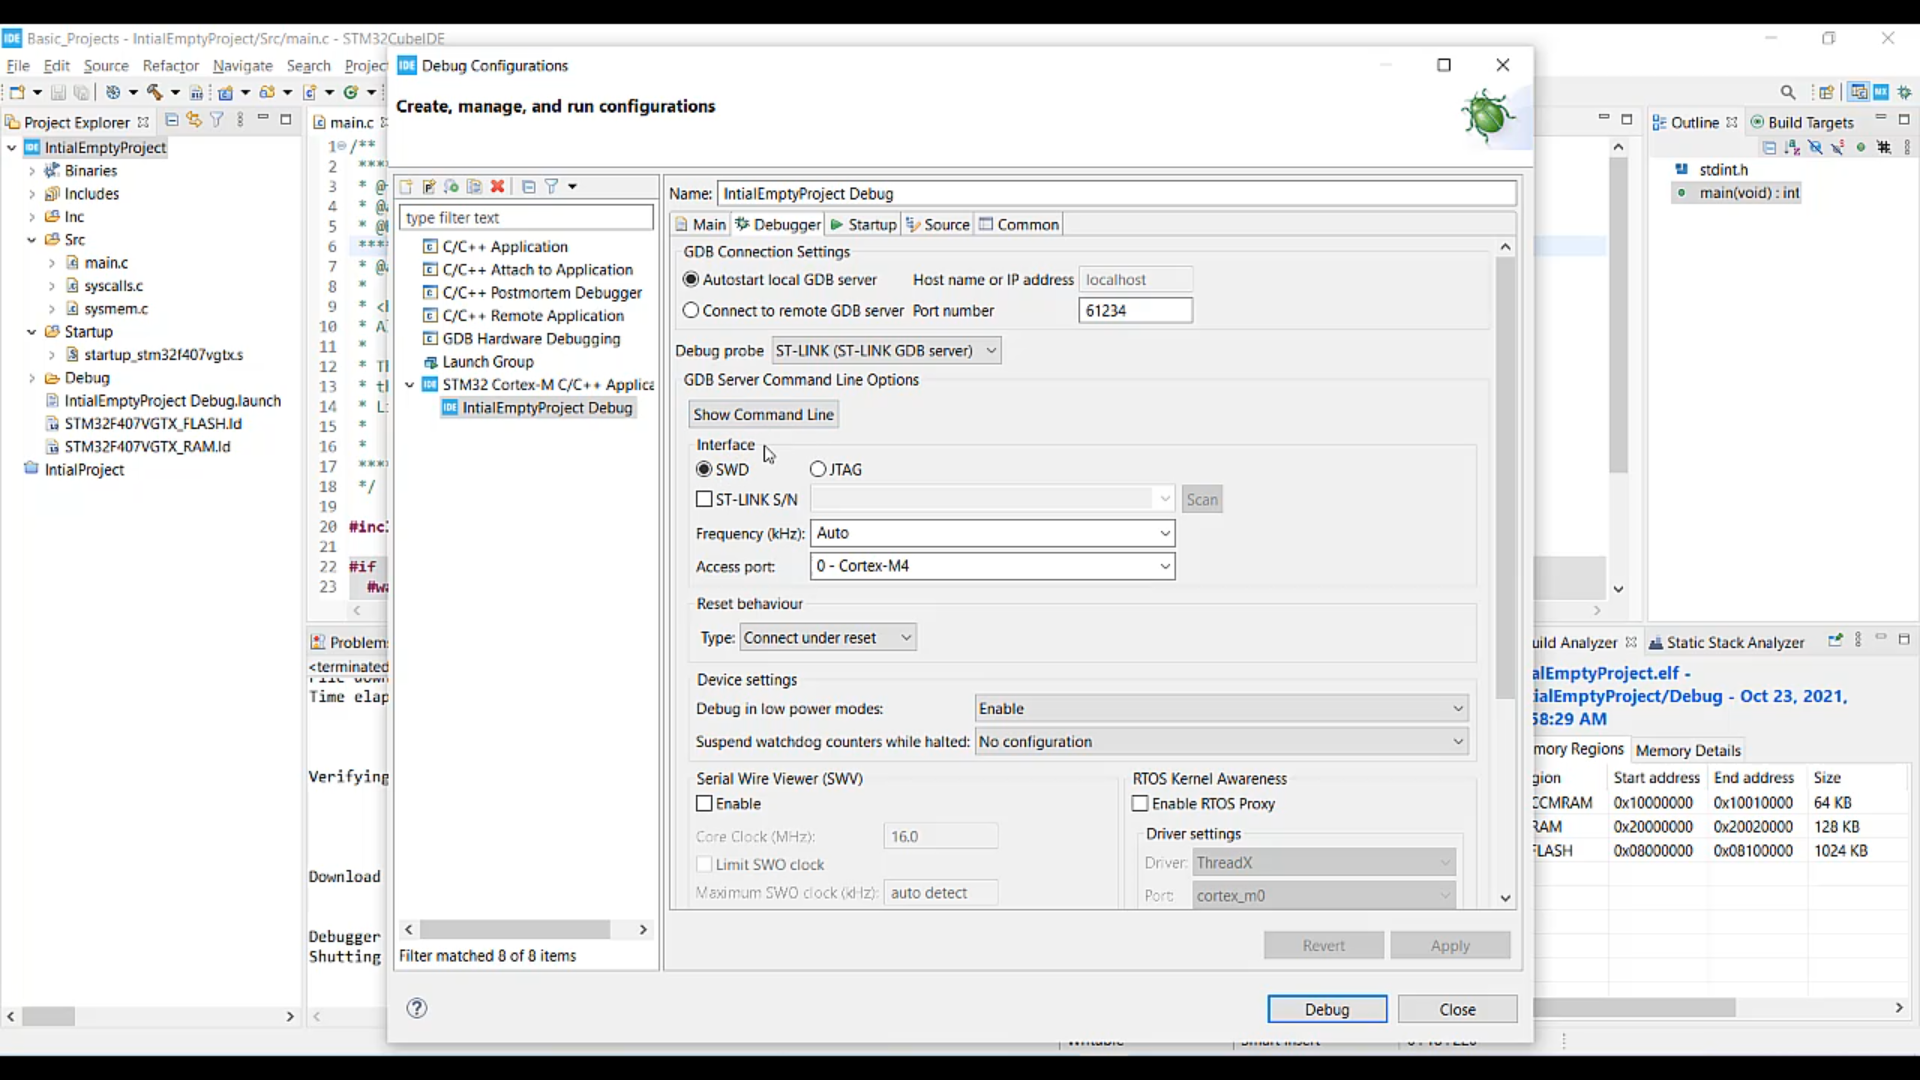 IDE Basic_Projects - IntialEmptyProject/Src/main.c - STM32CubeIDE
File Edit Source Refactor Navigate Search Project
Project Explorer
IDE IntialEmptyProject
Binaries
Includes
Inc
Src
main.c
syscalls.c
sysmem.c
Startup
startup_stm32f407vgtx.s
Debug
IntialEmptyProject Debug.launch
STM32F407VGTX_FLASH.ld
STM32F407VGTX_RAM.ld
IntialProject
main.c
1 /**
2 ***
3 * @
4 * @
5 * @
6 ***
7 * @
8 *
9 * <
10 * A
11 *
12 * T
13 * t
14 * L
15 *
16 *
17 ***
18 */
19
20 #inc
21
22 #if
23 #w
Problems
<terminated
Time elap
Verifying
Download
Debugger
Shutting
IDE Debug Configurations
Create, manage, and run configurations
type filter text
C/C++ Application
C/C++ Attach to Application
C/C++ Postmortem Debugger
C/C++ Remote Application
GDB Hardware Debugging
Launch Group
IDE STM32 Cortex-M C/C++ Applica
IDE IntialEmptyProject Debug
Filter matched 8 of 8 items
Name: IntialEmptyProject Debug
Main Debugger Startup Source Common
GDB Connection Settings
Autostart local GDB server Host name or IP address localhost
Connect to remote GDB server Port number 61234
Debug probe ST-LINK (ST-LINK GDB server)
GDB Server Command Line Options
Show Command Line
Interface
SWD JTAG
ST-LINK S/N Scan
Frequency (kHz): Auto
Access port: 0 - Cortex-M4
Reset behaviour
Type: Connect under reset
Device settings
Debug in low power modes: Enable
Suspend watchdog counters while halted: No configuration
Serial Wire Viewer (SWV)
Enable
Core Clock (MHz): 16.0
Limit SWO clock
Maximum SWO clock (kHz): auto detect
RTOS Kernel Awareness
Enable RTOS Proxy
Driver settings
Driver: ThreadX
Port: cortex_m0
Revert Apply
Debug Close
Outline Build Targets
stdint.h
main(void) : int
uild Analyzer Static Stack Analyzer
alEmptyProject.elf -
ialEmptyProject/Debug - Oct 23, 2021,
58:29 AM
mory Regions Memory Details
gion Start address End address Size
CCMRAM 0x10000000 0x10010000 64 KB
RAM 0x20000000 0x20020000 128 KB
FLASH 0x08000000 0x08100000 1024 KB